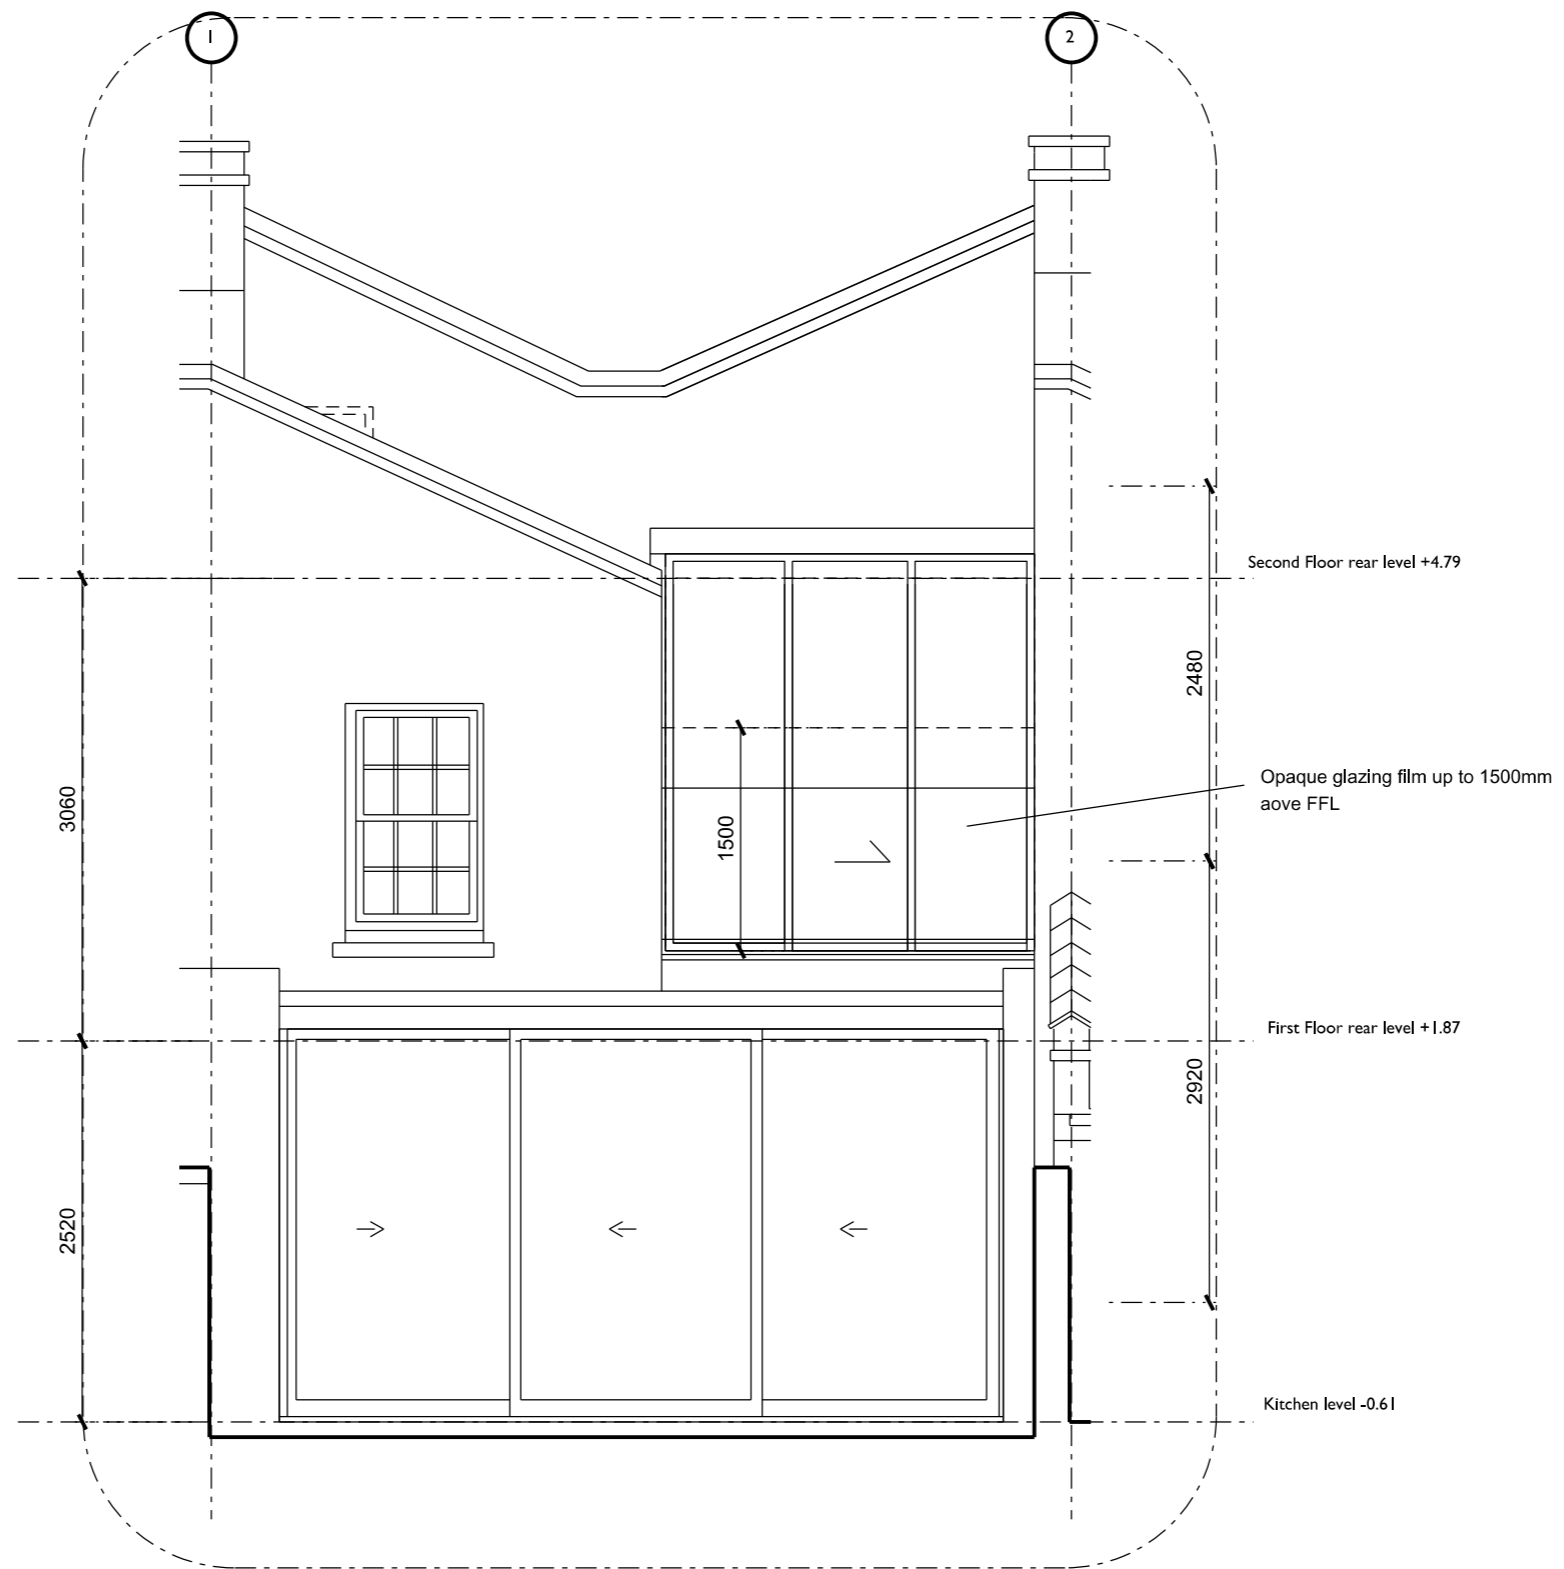 1
2
Second Floor rear level +4.79
2480
3060
Opaque glazing film up to 1500mm
aove FFL
1500
First Floor rear level +1.87
2920
2520
Kitchen level -0.61